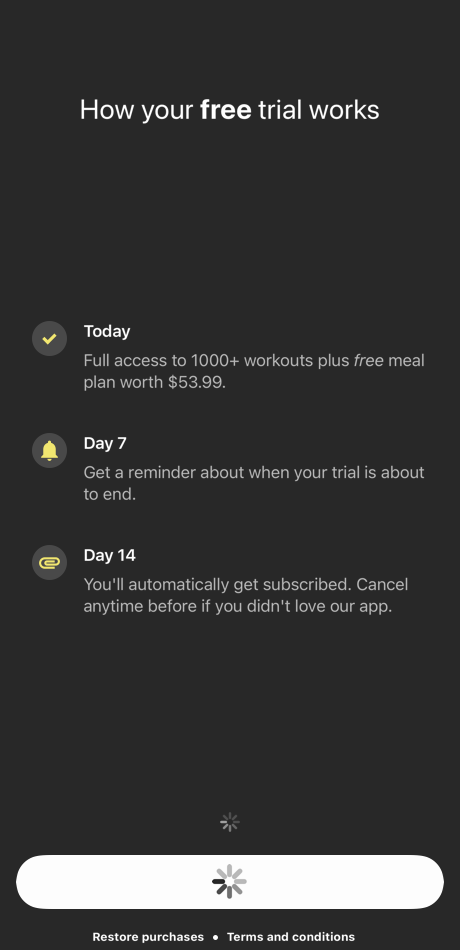 How your free trial works
Today
Full access to 1000+ workouts plus free meal
plan worth $53.99.
Day 7
Get a reminder about when your trial is about
to end.
Day 14
You'll automatically get subscribed. Cancel
anytime before if you didn't love our app.
Restore purchases • Terms and conditions